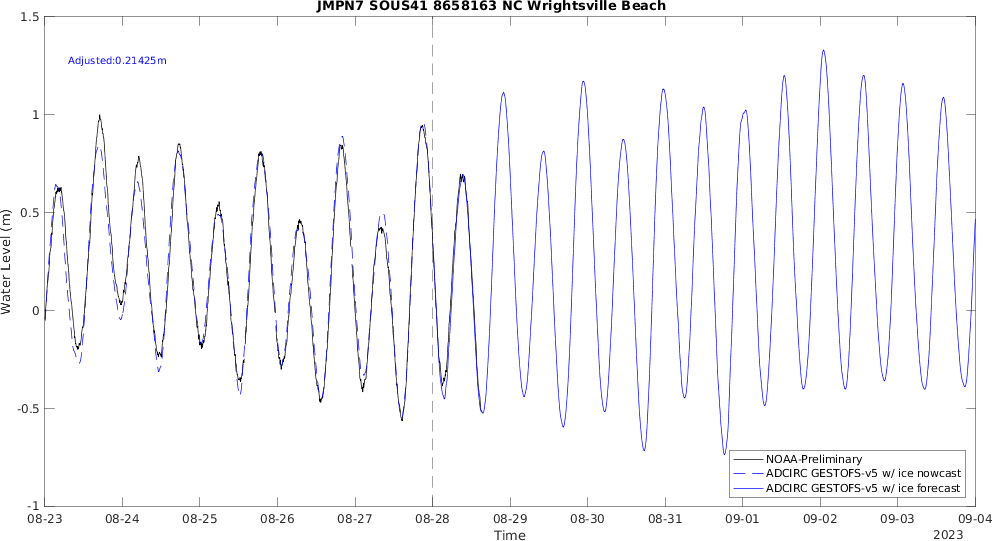 JMPN7 SOUS41 8658163 NC Wrightsville Beach
1.5
Adjusted:0.21425m
1
0.5
Water Level (m)
0
-0.5
NOAA-Preliminary
ADCIRC GESTOFS-v5 w/ ice nowcast
ADCIRC GESTOFS-v5 w/ ice forecast
-1
08-23 08-24 08-25 08-26 08-27 08-28 08-29 08-30 08-31 09-01 09-02 09-03 09-04
Time
2023